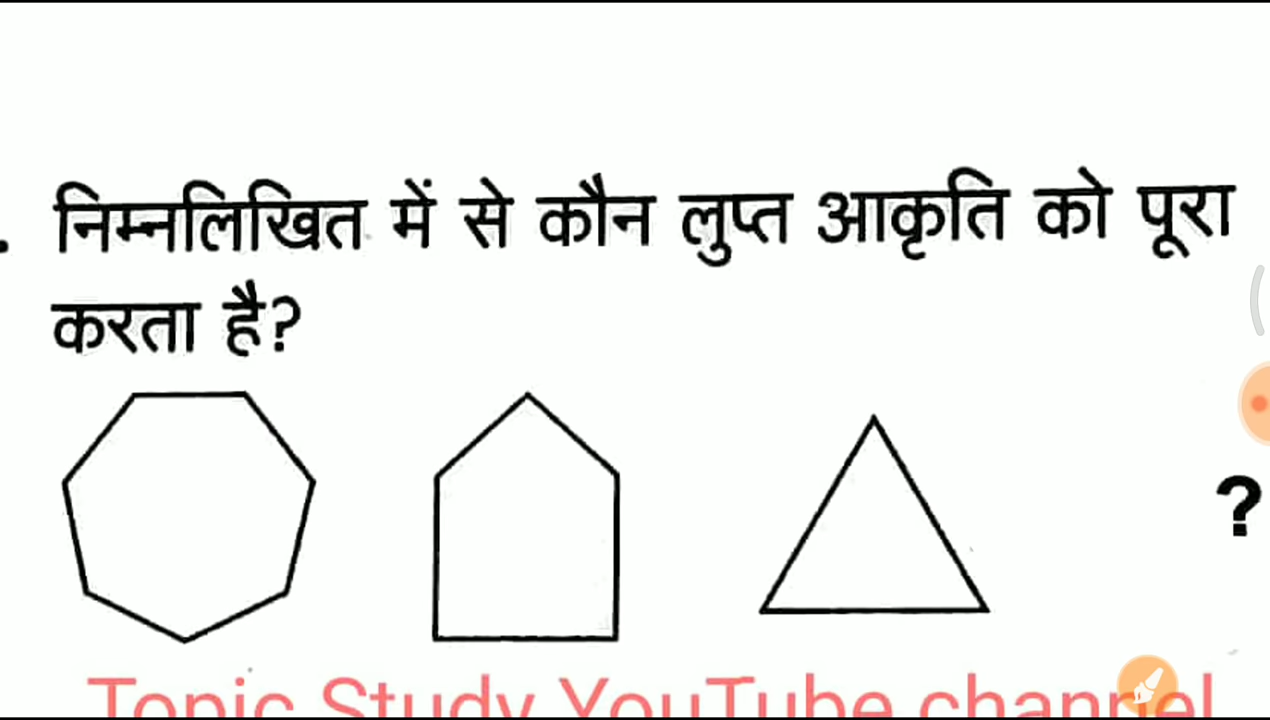 . निम्नलिखित में से कौन लुप्त आकृति को पूरा
करता है?
?
Topic Study YouTube channel